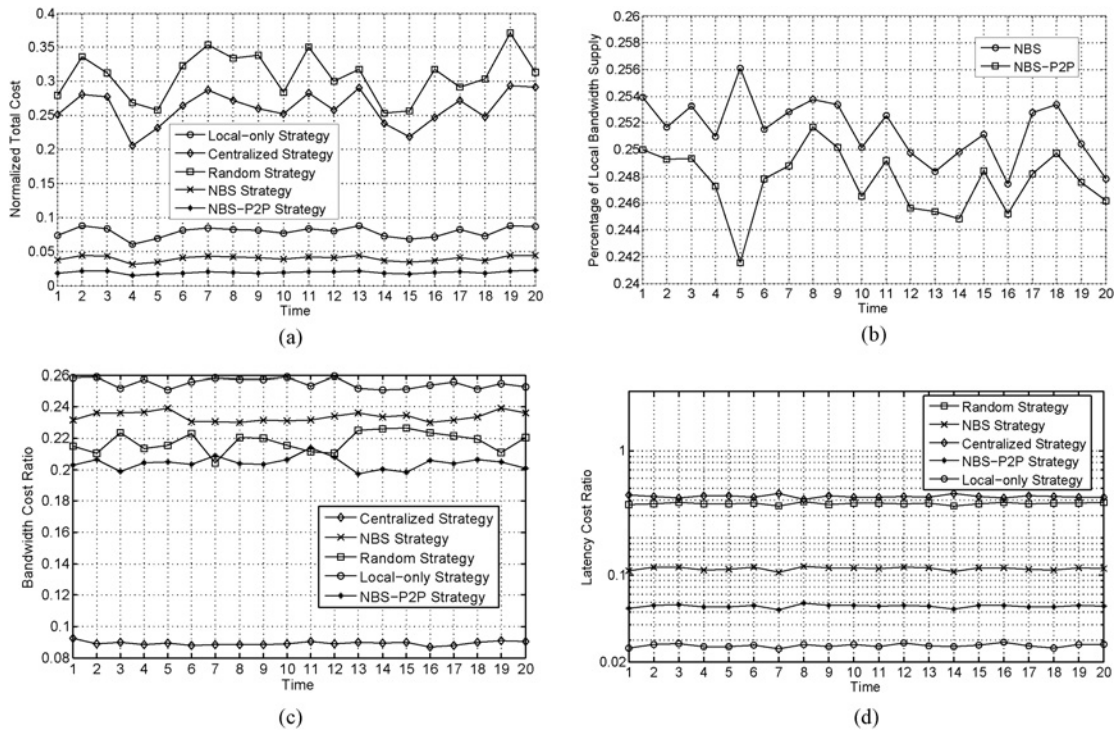 Normalized Total Cost
0.4
0.35
0.3
0.25
0.2
0.15
0.1
0.05
0
Local-only Strategy
Centralized Strategy
Random Strategy
NBS Strategy
NBS-P2P Strategy
1 2 3 4 5 6 7 8 9 10 11 12 13 14 15 16 17 18 19 20
Time
(a)
Percentage of Local Bandwidth Supply
0.26
0.258
0.256
0.254
0.252
0.250
0.248
0.246
0.244
0.242
0.24
NBS
NBS-P2P
1 2 3 4 5 6 7 8 9 10 11 12 13 14 15 16 17 18 19 20
Time
(b)
Bandwidth Cost Ratio
0.26
0.24
0.22
0.2
0.18
0.16
0.14
0.12
0.1
0.08
Centralized Strategy
NBS Strategy
Random Strategy
Local-only Strategy
NBS-P2P Strategy
1 2 3 4 5 6 7 8 9 10 11 12 13 14 15 16 17 18 19 20
Time
(c)
Latency Cost Ratio
1
0.1
0.02
Random Strategy
NBS Strategy
Centralized Strategy
NBS-P2P Strategy
Local-only Strategy
1 2 3 4 5 6 7 8 9 10 11 12 13 14 15 16 17 18 19 20
Time
(d)